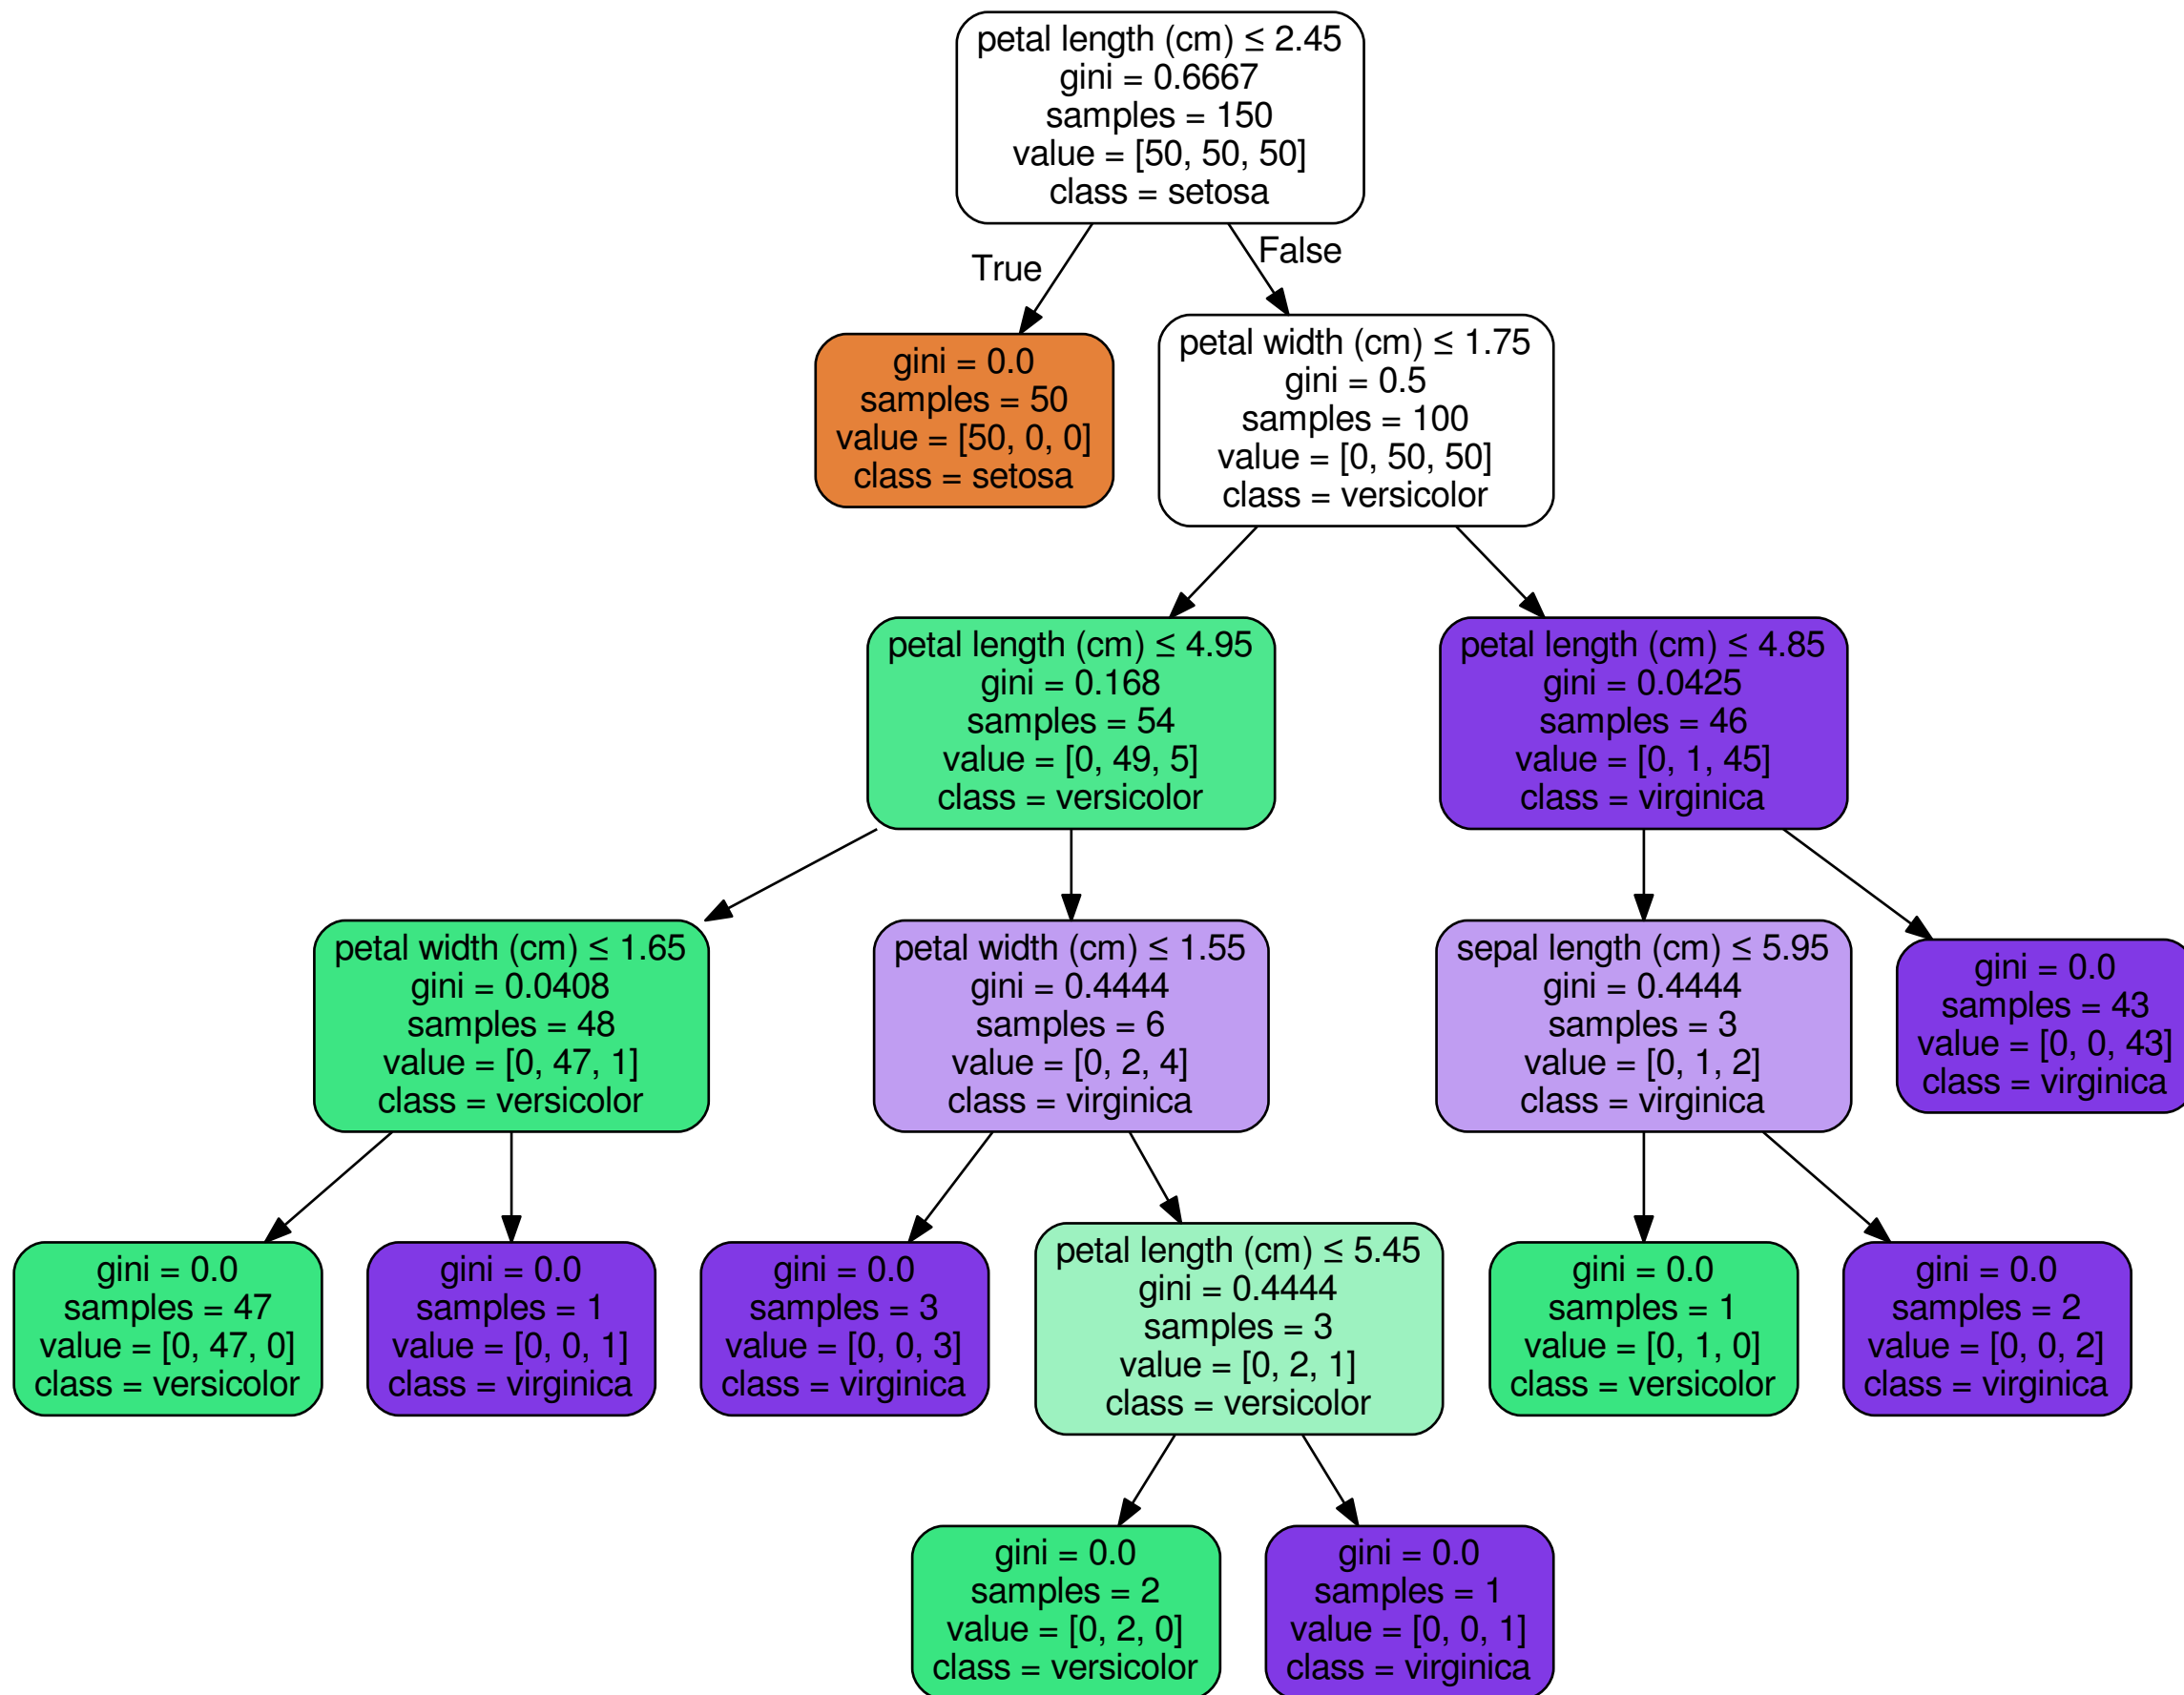 petal length (cm) ≤ 2.45
gini = 0.6667
samples = 150
value = [50, 50, 50]
class = setosa
True
False
gini = 0.0
samples = 50
value = [50, 0, 0]
class = setosa
petal width (cm) ≤ 1.75
gini = 0.5
samples = 100
value = [0, 50, 50]
class = versicolor
petal length (cm) ≤ 4.95
gini = 0.168
samples = 54
value = [0, 49, 5]
class = versicolor
petal length (cm) ≤ 4.85
gini = 0.0425
samples = 46
value = [0, 1, 45]
class = virginica
petal width (cm) ≤ 1.65
gini = 0.0408
samples = 48
value = [0, 47, 1]
class = versicolor
petal width (cm) ≤ 1.55
gini = 0.4444
samples = 6
value = [0, 2, 4]
class = virginica
sepal length (cm) ≤ 5.95
gini = 0.4444
samples = 3
value = [0, 1, 2]
class = virginica
gini = 0.0
samples = 43
value = [0, 0, 43]
class = virginica
gini = 0.0
samples = 47
value = [0, 47, 0]
class = versicolor
gini = 0.0
samples = 1
value = [0, 0, 1]
class = virginica
gini = 0.0
samples = 3
value = [0, 0, 3]
class = virginica
petal length (cm) ≤ 5.45
gini = 0.4444
samples = 3
value = [0, 2, 1]
class = versicolor
gini = 0.0
samples = 1
value = [0, 1, 0]
class = versicolor
gini = 0.0
samples = 2
value = [0, 0, 2]
class = virginica
gini = 0.0
samples = 2
value = [0, 2, 0]
class = versicolor
gini = 0.0
samples = 1
value = [0, 0, 1]
class = virginica